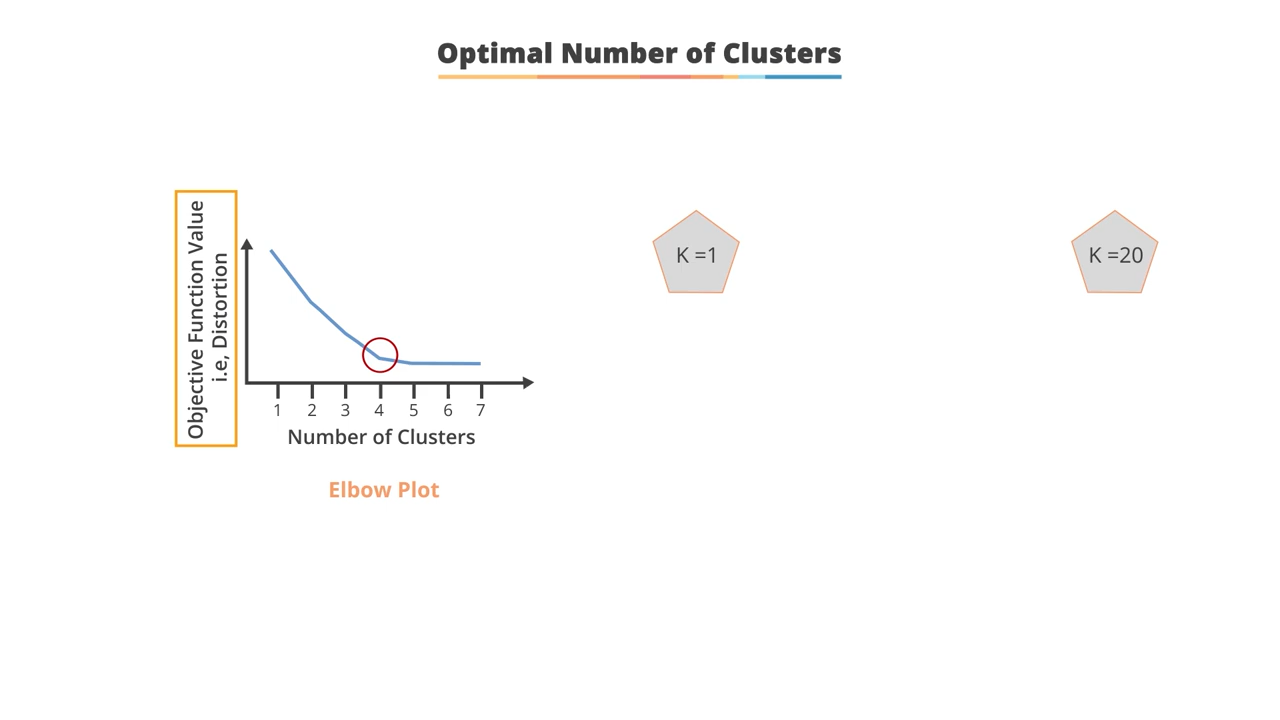 Optimal Number of Clusters
Objective Function Value
i.e, Distortion
1 2 3 4 5 6 7
Number of Clusters
Elbow Plot
K =1
K =20